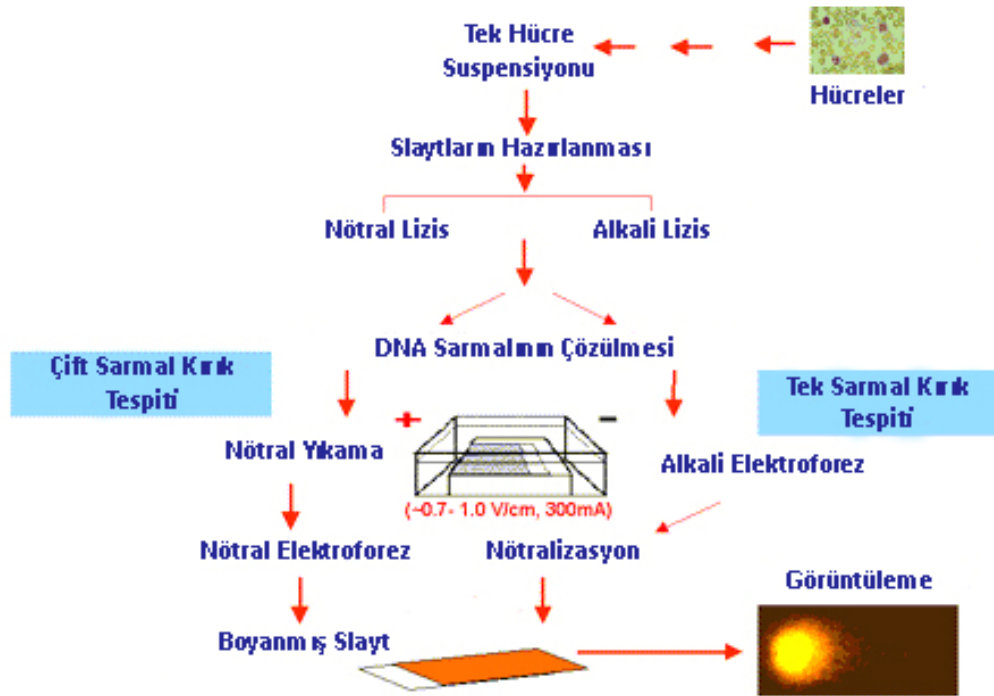 Tek Hücre
Suspensiyonu
Hücreler
Slaytların Hazırlanması
Nötral Lizis
Alkali Lizis
DNA Sarmalının Çözülmesi
Çift Sarmal Kırık
Tespiti
Tek Sarmal Kırık
Tespiti
+
-
Nötral Yıkama
Alkali Elektroforez
(~0.7- 1.0 V/cm, 300mA)
Nötral Elektroforez
Nötralizasyon
Görüntüleme
Boyanmış Slayt